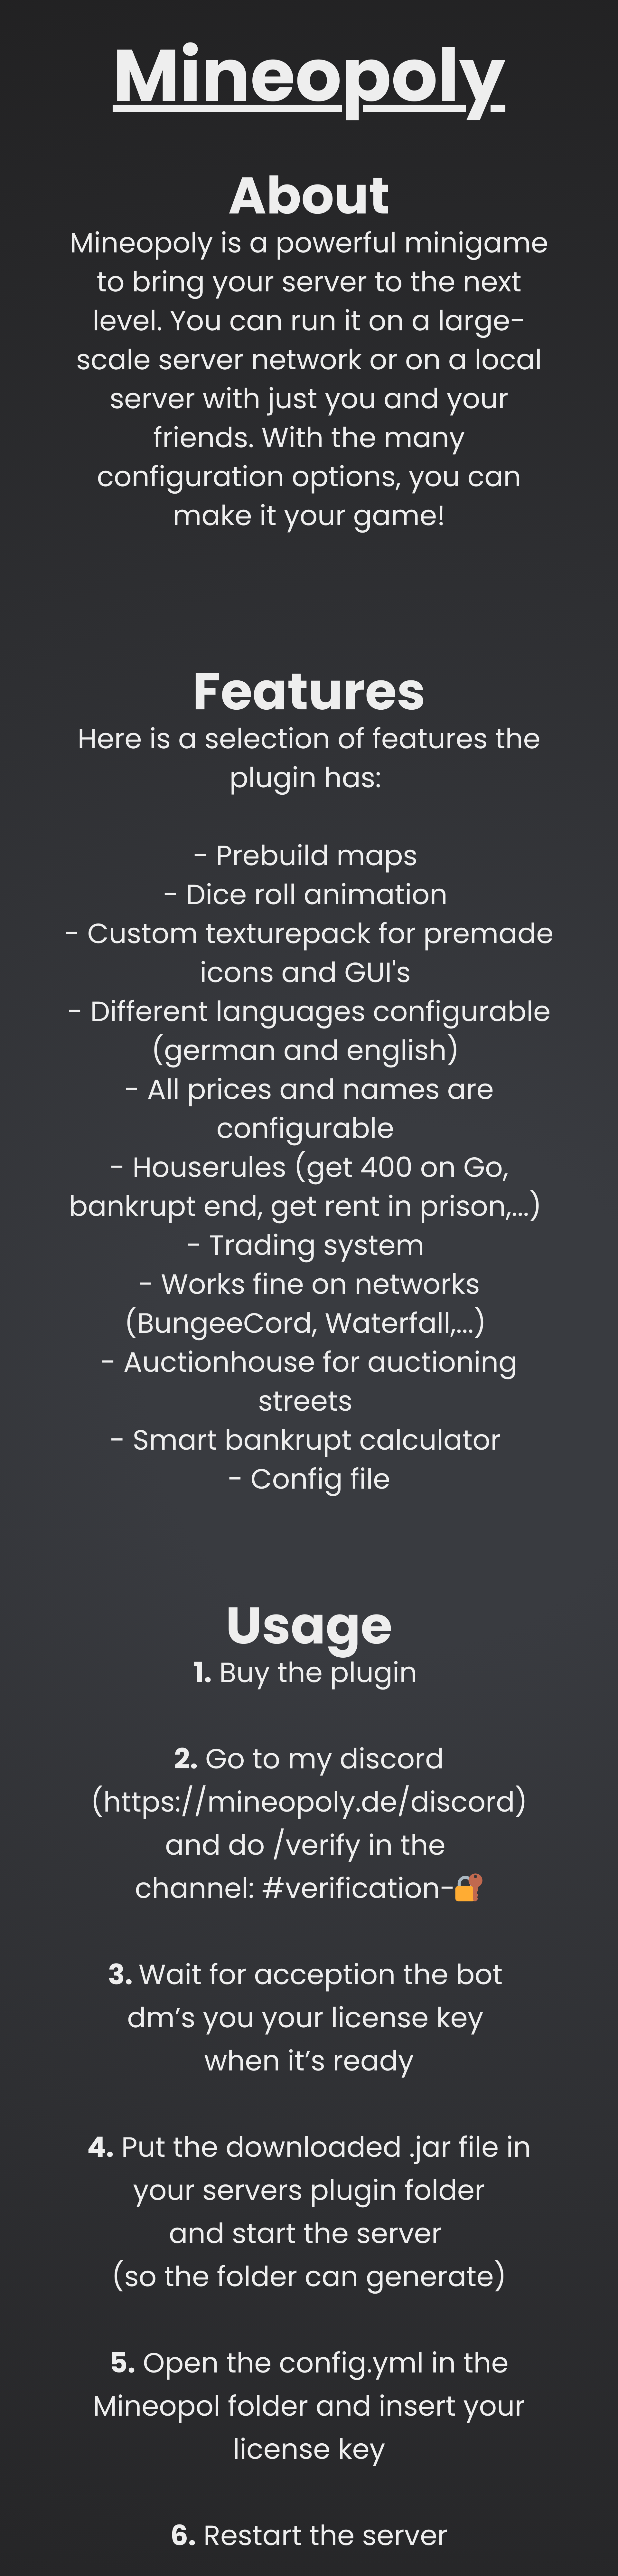 Mineopoly
About
Mineopoly is a powerful minigame
to bring your server to the next
level. You can run it on a large-
scale server network or on a local
server with just you and your
friends. With the many
configuration options, you can
make it your game!
Features
Here is a selection of features the
plugin has:
- Prebuild maps
- Dice roll animation
- Custom texturepack for premade
icons and GUI's
- Different languages configurable
(german and english)
- All prices and names are
configurable
- Houserules (get 400 on Go,
bankrupt end, get rent in prison,...)
- Trading system
- Works fine on networks
(BungeeCord, Waterfall,...)
- Auctionhouse for auctioning
streets
- Smart bankrupt calculator
- Config file
Usage
1. Buy the plugin
2. Go to my discord
(https://mineopoly.de/discord)
and do /verify in the
channel: #verification-🔐
3. Wait for acception the bot
dm’s you your license key
when it’s ready
4. Put the downloaded .jar file in
your servers plugin folder
and start the server
(so the folder can generate)
5. Open the config.yml in the
Mineopol folder and insert your
license key
6. Restart the server